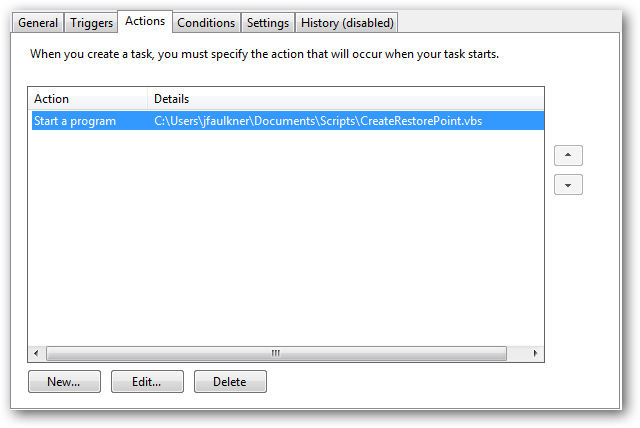 General Triggers Actions Conditions Settings History (disabled)
When you create a task, you must specify the action that will occur when your task starts.
Action Details
Start a program C:\Users\jfaulkner\Documents\Scripts\CreateRestorePoint.vbs
New... Edit... Delete